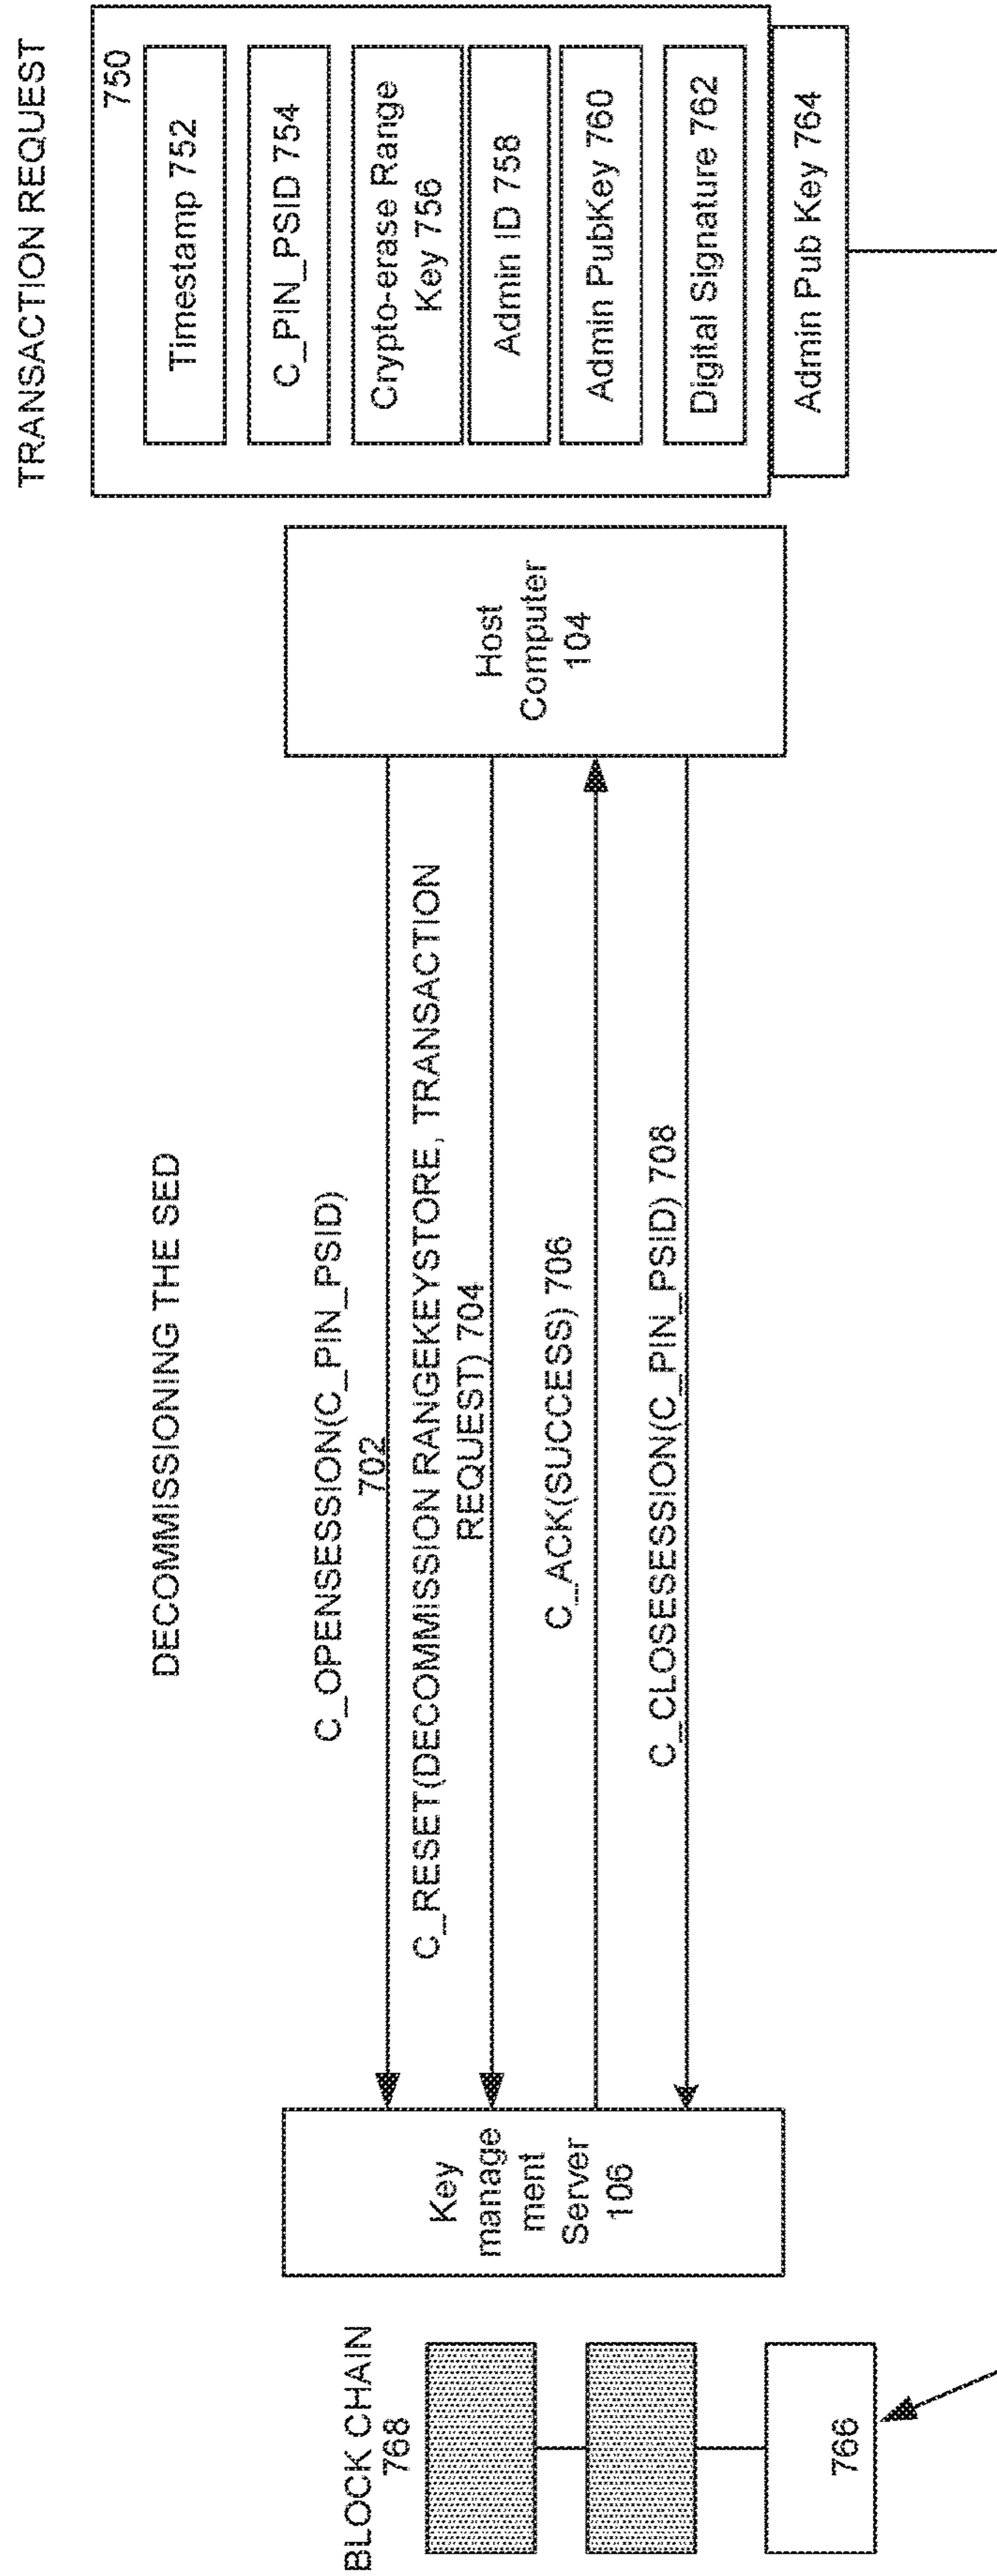 DECOMMISSIONING THE SED
TRANSACTION REQUEST
BLOCK CHAIN
768
766
Key
manage
ment
Server
106
C_OPENSESSION(C_PIN_PSID)
702
C_RESET(DECOMMISSION RANGEKEYSTORE, TRANSACTION
REQUEST) 704
C_ACK(SUCCESS) 706
C_CLOSESESSION(C_PIN_PSID) 708
Host
Computer
104
750
Timestamp 752
C_PIN_PSID 754
Crypto-erase Range
Key 756
Admin ID 758
Admin PubKey 760
Digital Signature 762
Admin Pub Key 764